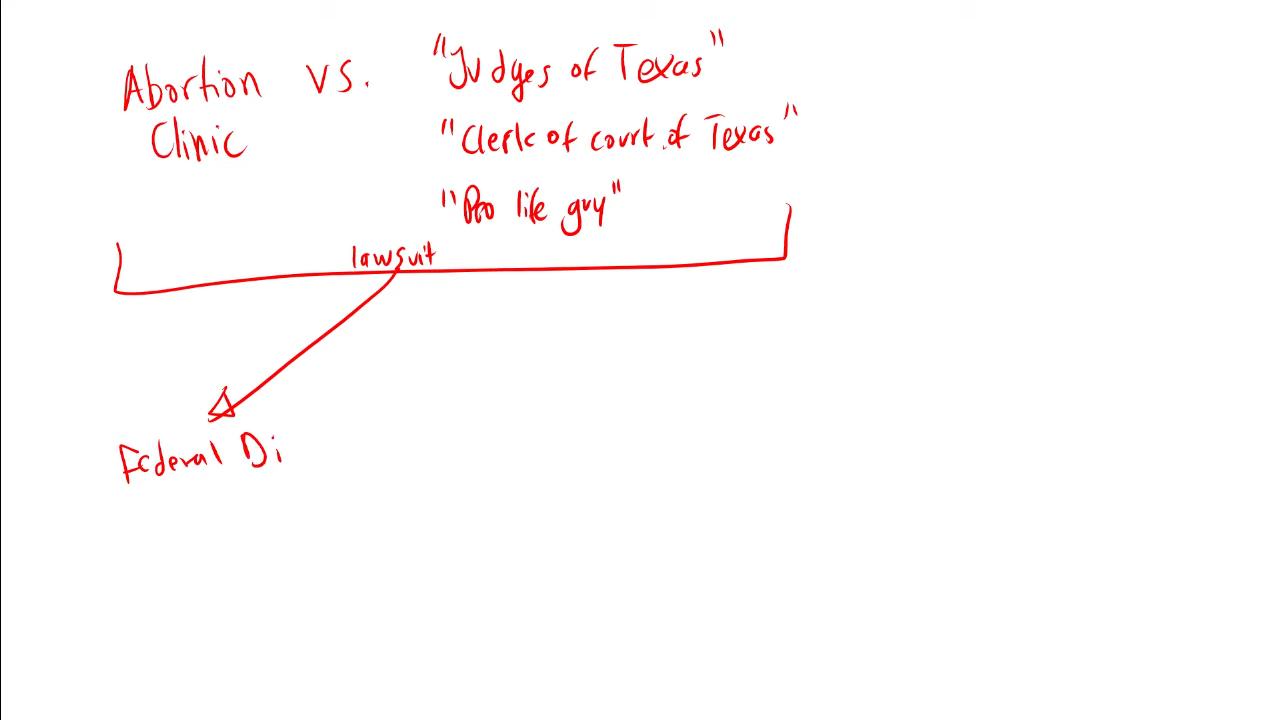 Abortion vs. "Judges of Texas"
Clinic "Clerk of court of Texas"
"Pro life guy"
lawsuit
Federal Di